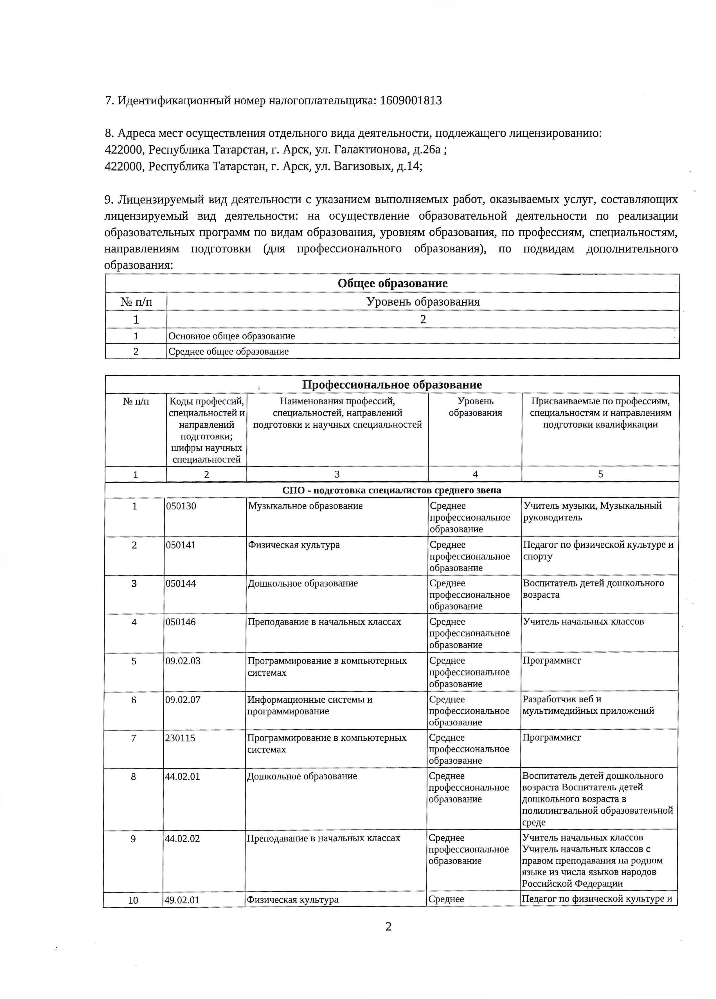 7. Идентификационный номер налогоплательщика: 1609001813
8. Адреса мест осуществления отдельного вида деятельности, подлежащего лицензированию:
422000, Республика Татарстан, г. Арск, ул. Галактионова, д.26а ;
422000, Республика Татарстан, г. Арск, ул. Вагизовых, д.14;
9. Лицензируемый вид деятельности с указанием выполняемых работ, оказываемых услуг, составляющих
лицензируемый вид деятельности: на осуществление образовательной деятельности по реализации
образовательных программ по видам образования, уровням образования, по профессиям, специальностям,
направлениям подготовки (для профессионального образования), по подвидам дополнительного
образования:
Общее образование
№ п/п Уровень образования
1 2
1 Основное общее образование
2 Среднее общее образование
Профессиональное образование
№ п/п
Коды профессий,
специальностей и
направлений
подготовки;
шифры научных
специальностей
Наименования профессий,
специальностей, направлений
подготовки и научных специальностей
Уровень
образования
Присваиваемые по профессиям,
специальностям и направлениям
подготовки квалификации
1 2 3 4 5
СПО - подготовка специалистов среднего звена
1 050130 Музыкальное образование
Среднее
профессиональное
образование
Учитель музыки, Музыкальный
руководитель
2 050141 Физическая культура
Среднее
профессиональное
образование
Педагог по физической культуре и
спорту
3 050144 Дошкольное образование
Среднее
профессиональное
образование
Воспитатель детей дошкольного
возраста
4 050146 Преподавание в начальных классах
Среднее
профессиональное
образование
Учитель начальных классов
5 09.02.03
Программирование в компьютерных
системах
Среднее
профессиональное
образование
Программист
6 09.02.07
Информационные системы и
программирование
Среднее
профессиональное
образование
Разработчик веб и
мультимедийных приложений
7 230115
Программирование в компьютерных
системах
Среднее
профессиональное
образование
Программист
8 44.02.01 Дошкольное образование
Среднее
профессиональное
образование
Воспитатель детей дошкольного
возраста Воспитатель детей
дошкольного возраста в
полилингвальной образовательной
среде
9 44.02.02 Преподавание в начальных классах
Среднее
профессиональное
образование
Учитель начальных классов
Учитель начальных классов с
правом преподавания на родном
языке из числа языков народов
Российской Федерации
10 49.02.01 Физическая культура Среднее Педагог по физической культуре и
2